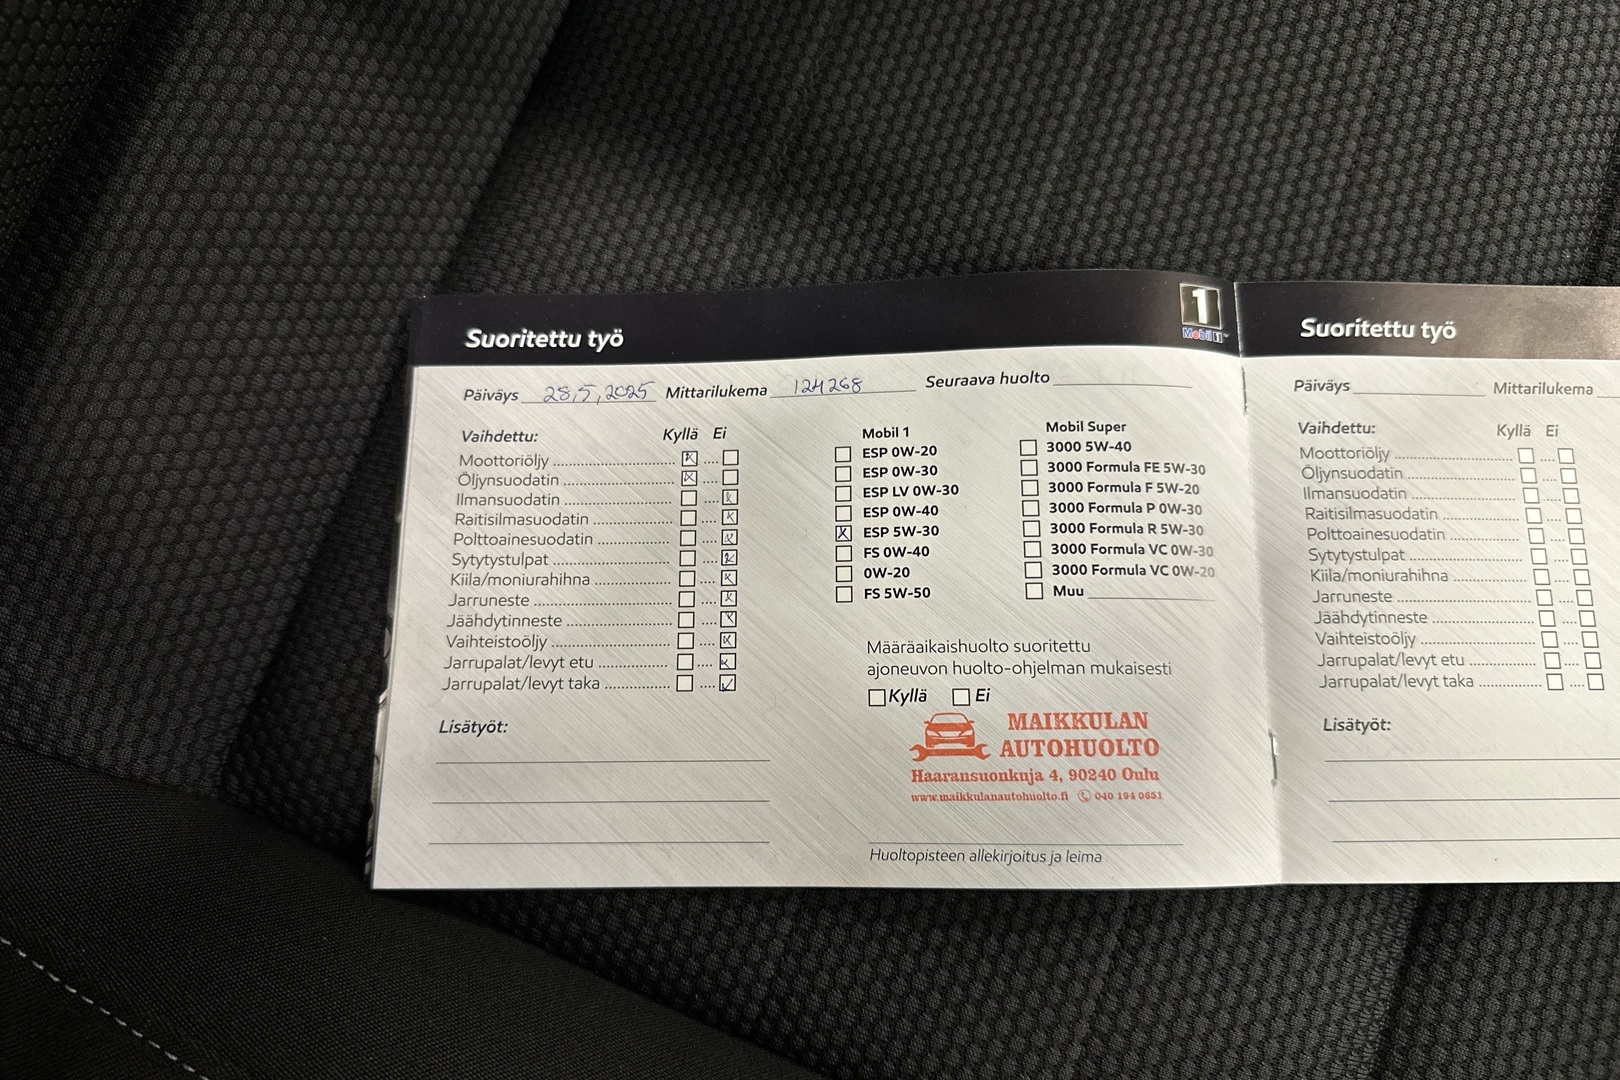 1
Mobil 1
Suoritettu työ
Päiväys 28,5,2025 Mittarilukema 124268 Seuraava huolto
Vaihdettu: Kyllä Ei
Moottoriöljy
Öljynsuodatin
Ilmansuodatin
Raitisilmasuodatin
Polttoainesuodatin
Sytytystulpat
Kiila/moniurahihna
Jarruneste
Jäähdytinneste
Vaihteistoöljy
Jarrupalat/levyt etu
Jarrupalat/levyt taka
Lisätyöt:
Mobil 1
ESP 0W-20
ESP 0W-30
ESP LV 0W-30
ESP 0W-40
X ESP 5W-30
FS 0W-40
0W-20
FS 5W-50
Mobil Super
3000 5W-40
3000 Formula FE 5W-30
3000 Formula F 5W-20
3000 Formula P 0W-30
3000 Formula R 5W-30
3000 Formula VC 0W-30
3000 Formula VC 0W-20
Muu
Määräaikaishuolto suoritettu
ajoneuvon huolto-ohjelman mukaisesti
Kyllä Ei
MAIKKULAN
AUTOHUOLTO
Haaransuonkuja 4, 90240 Oulu
www.maikkulanautohuolto.fi 040 194 0651
Huoltopisteen allekirjoitus ja leima
Suoritettu työ
Päiväys Mittarilukema
Vaihdettu: Kyllä Ei
Moottoriöljy
Öljynsuodatin
Ilmansuodatin
Raitisilmasuodatin
Polttoainesuodatin
Sytytystulpat
Kiila/moniurahihna
Jarruneste
Jäähdytinneste
Vaihteistoöljy
Jarrupalat/levyt etu
Jarrupalat/levyt taka
Lisätyöt: